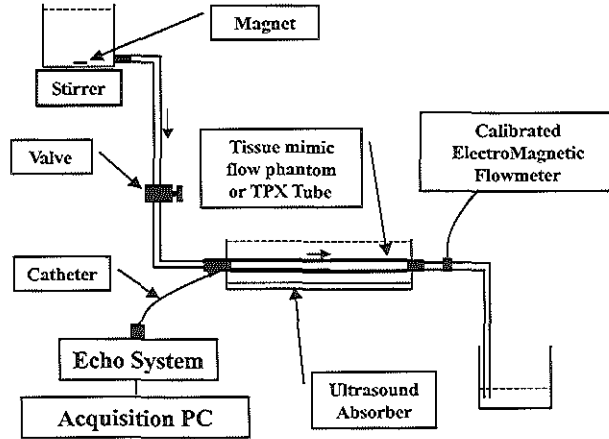 Magnet
Stirrer
Valve
Tissue mimic
flow phantom
or TPX Tube
Calibrated
ElectroMagnetic
Flowmeter
Catheter
Echo System
Ultrasound
Absorber
Acquisition PC